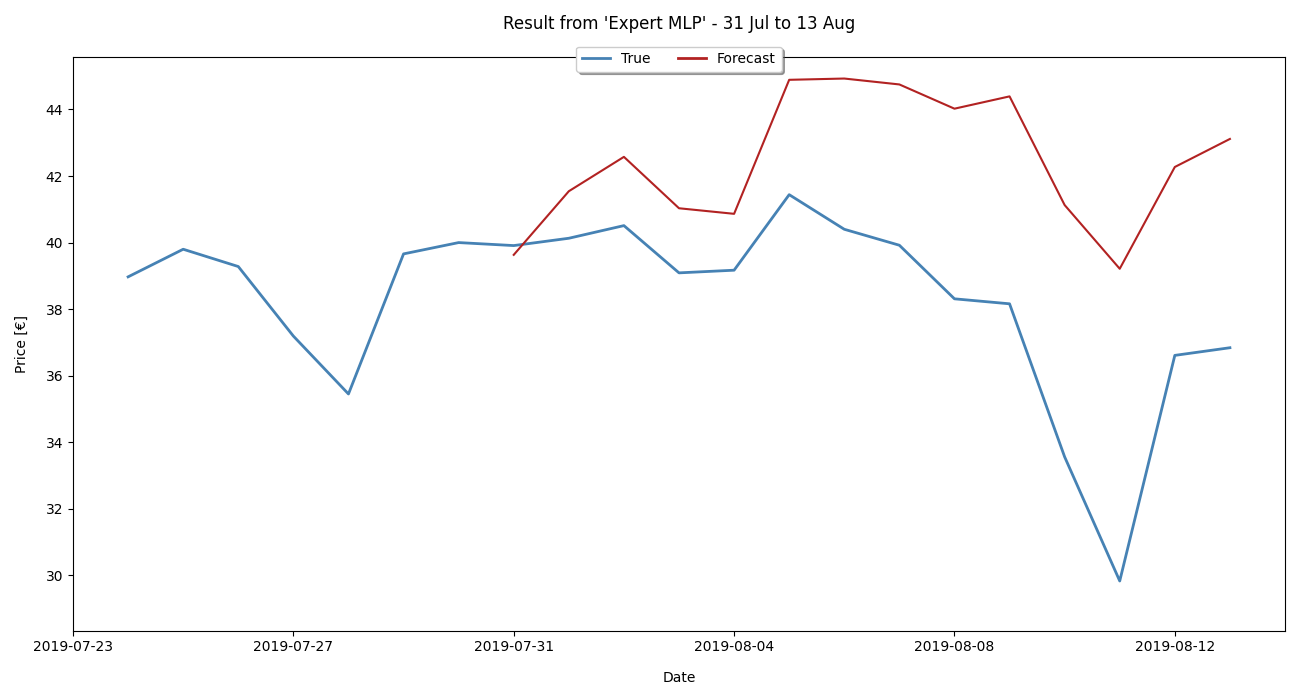 Result from 'Expert MLP' - 31 Jul to 13 Aug
True Forecast
44
42
40
38
36
34
32
30
Price [€]
2019-07-23 2019-07-27 2019-07-31 2019-08-04 2019-08-08 2019-08-12
Date